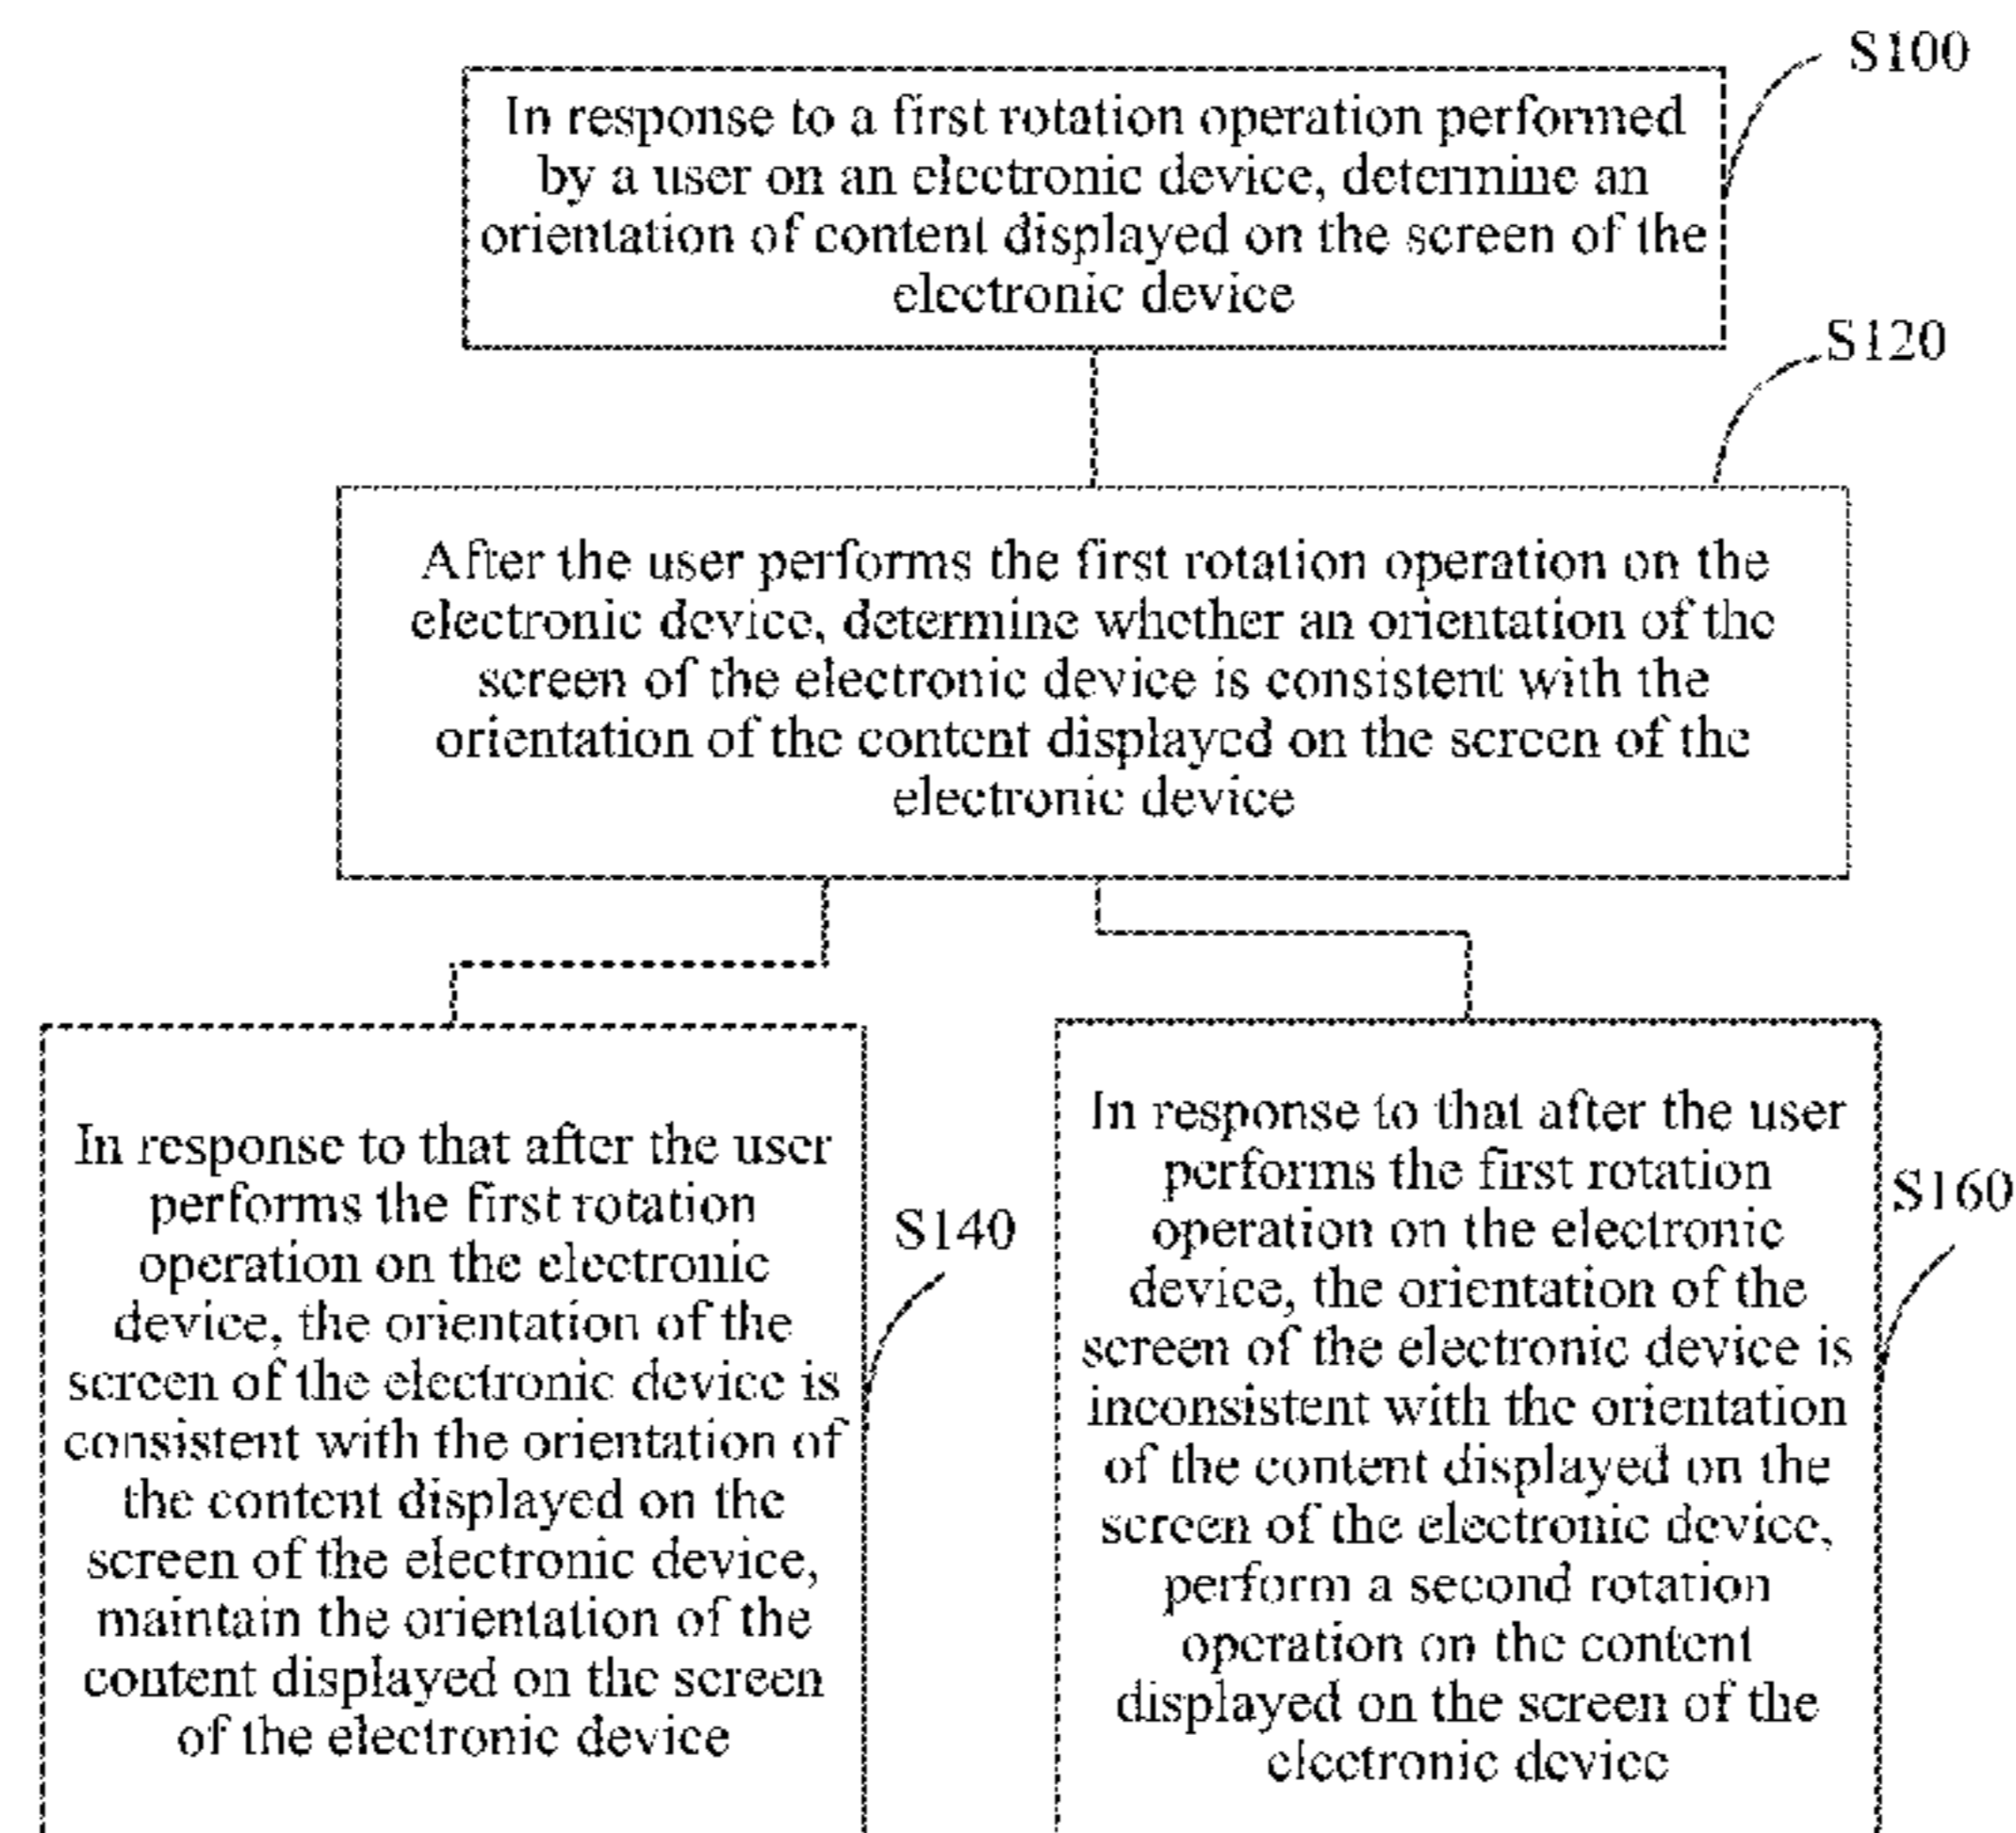 S100
In response to a first rotation operation performed
by a user on an electronic device, determine an
orientation of content displayed on the screen of the
electronic device
S120
After the user performs the first rotation operation on the
electronic device, determine whether an orientation of the
screen of the electronic device is consistent with the
orientation of the content displayed on the screen of the
electronic device
In response to that after the user
performs the first rotation
operation on the electronic
device, the orientation of the
screen of the electronic device is
consistent with the orientation of
the content displayed on the
screen of the electronic device,
maintain the orientation of the
content displayed on the screen
of the electronic device
S140
In response to that after the user
performs the first rotation
operation on the electronic
device, the orientation of the
screen of the electronic device is
inconsistent with the orientation
of the content displayed on the
screen of the electronic device,
perform a second rotation
operation on the content
displayed on the screen of the
electronic device
S160